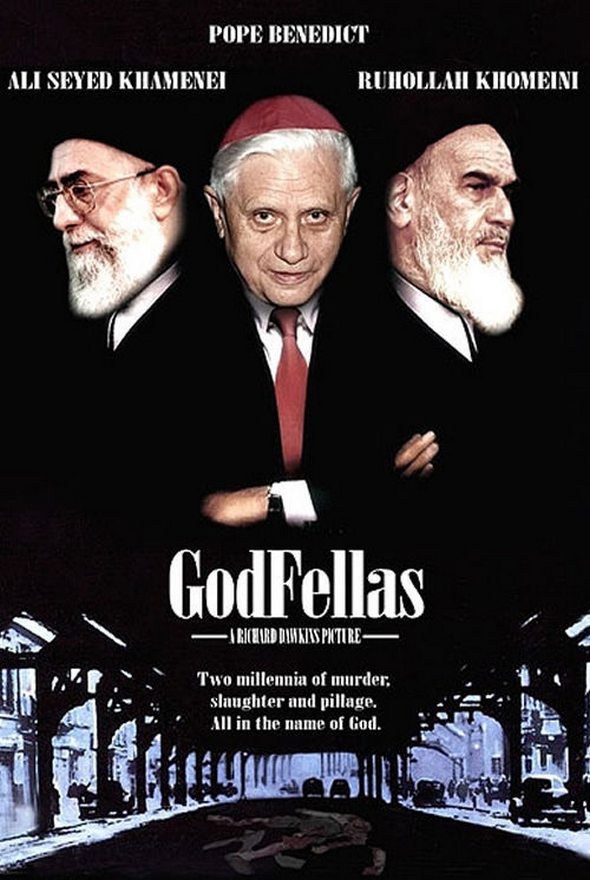 POPE BENEDICT
ALI SEYED KHAMENEI RUHOLLAH KHOMEINI
GodFellas
A RICHARD DAWKINS PICTURE
Two millennia of murder,
slaughter and pillage.
All in the name of God.